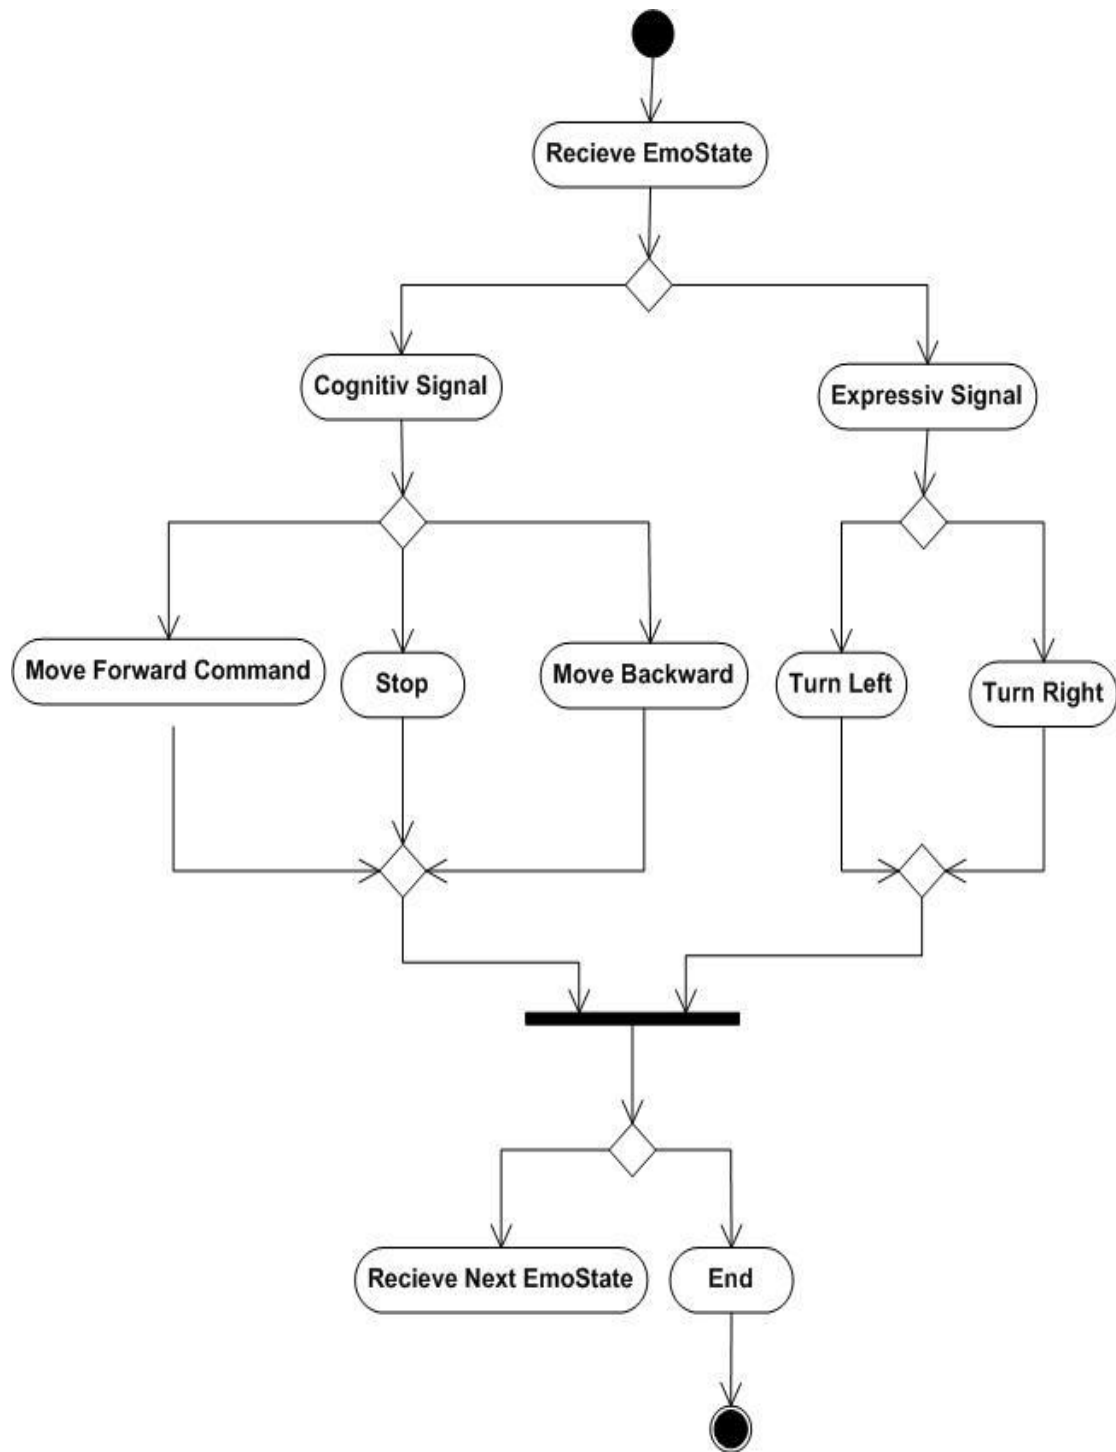 Recieve EmoState
Cognitiv Signal
Expressiv Signal
Move Forward Command
Stop
Move Backward
Turn Left
Turn Right
Recieve Next EmoState
End